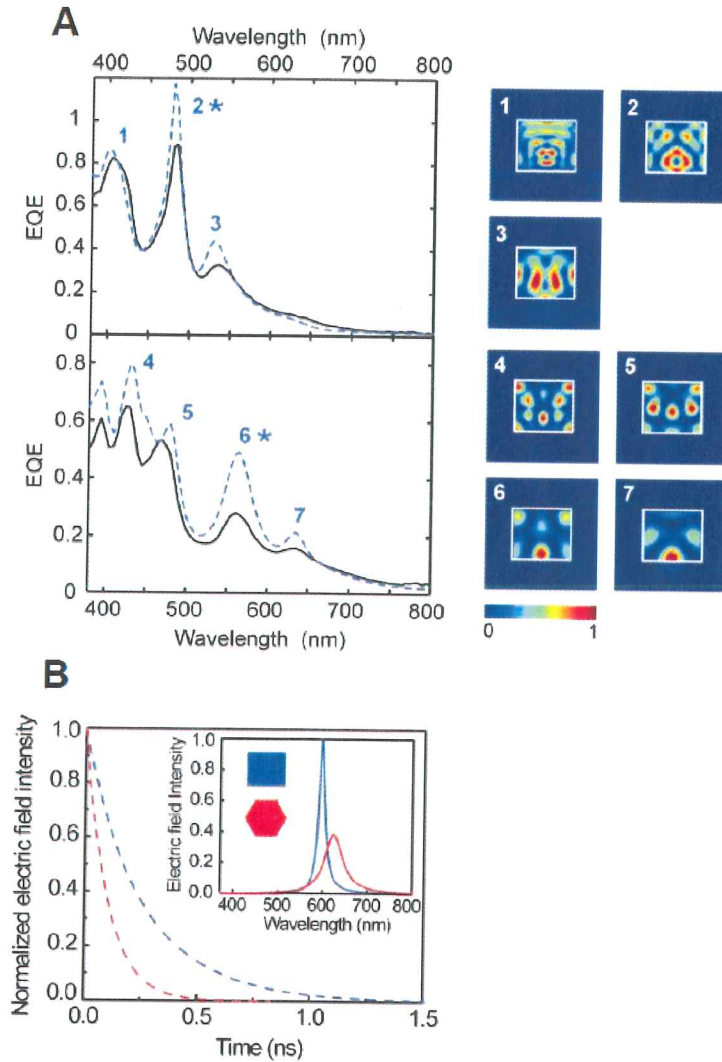 A
Wavelength (nm)
400 500 600 700 800
1
0.8
0.6
0.4
0.2
0
EQE
1
2 *
3
0.8
0.6
0.4
0.2
0
EQE
4
5
6 *
7
400 500 600 700 800
Wavelength (nm)
1
2
3
4
5
6
7
0 1
B
Normalized electric field intensity
1.0
0.8
0.6
0.4
0.2
0.0
0.0 0.5 1.0 1.5
Time (ns)
Electric field Intensity
1.0
0.8
0.6
0.4
0.2
0.0
400 500 600 700 800
Wavelength (nm)